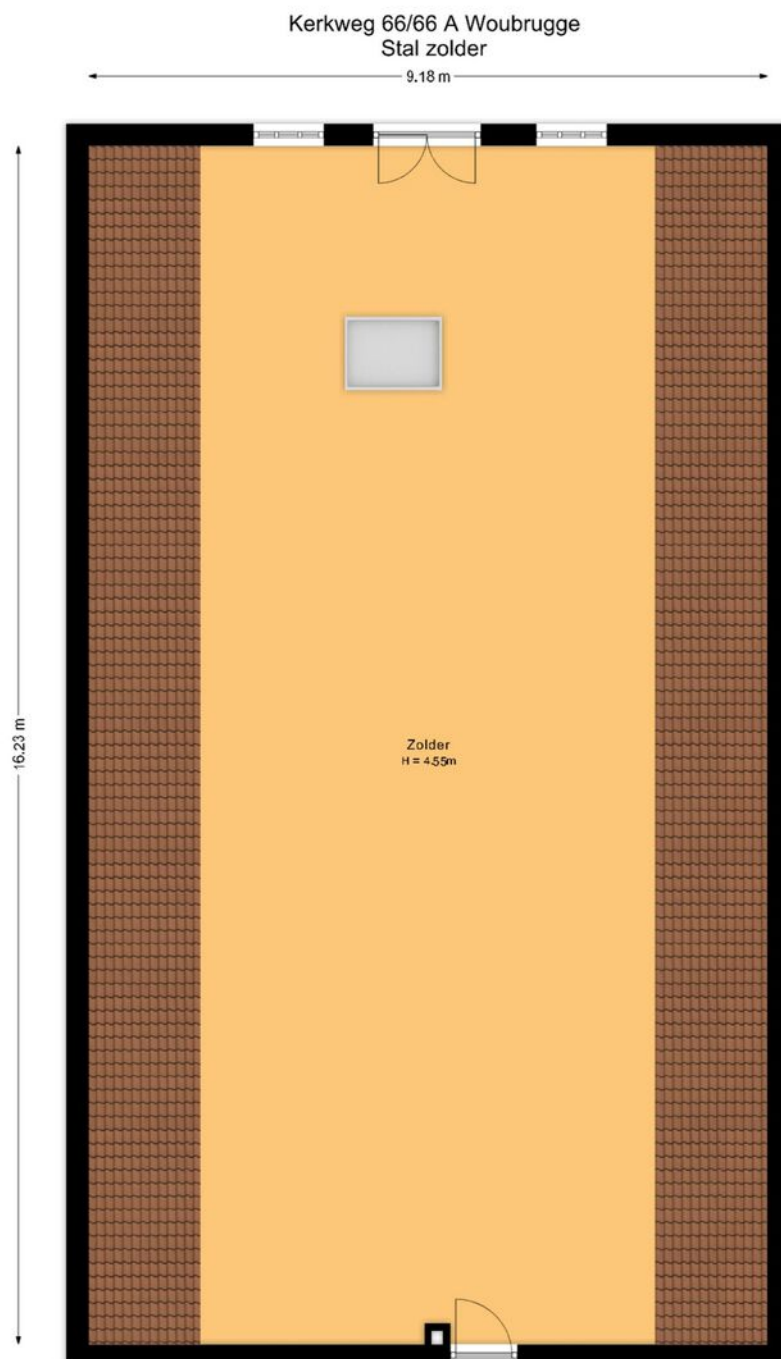 Kerkweg 66/66 A Woubrugge
Stal zolder
9.18 m
16.23 m
Zolder
H = 4.55m